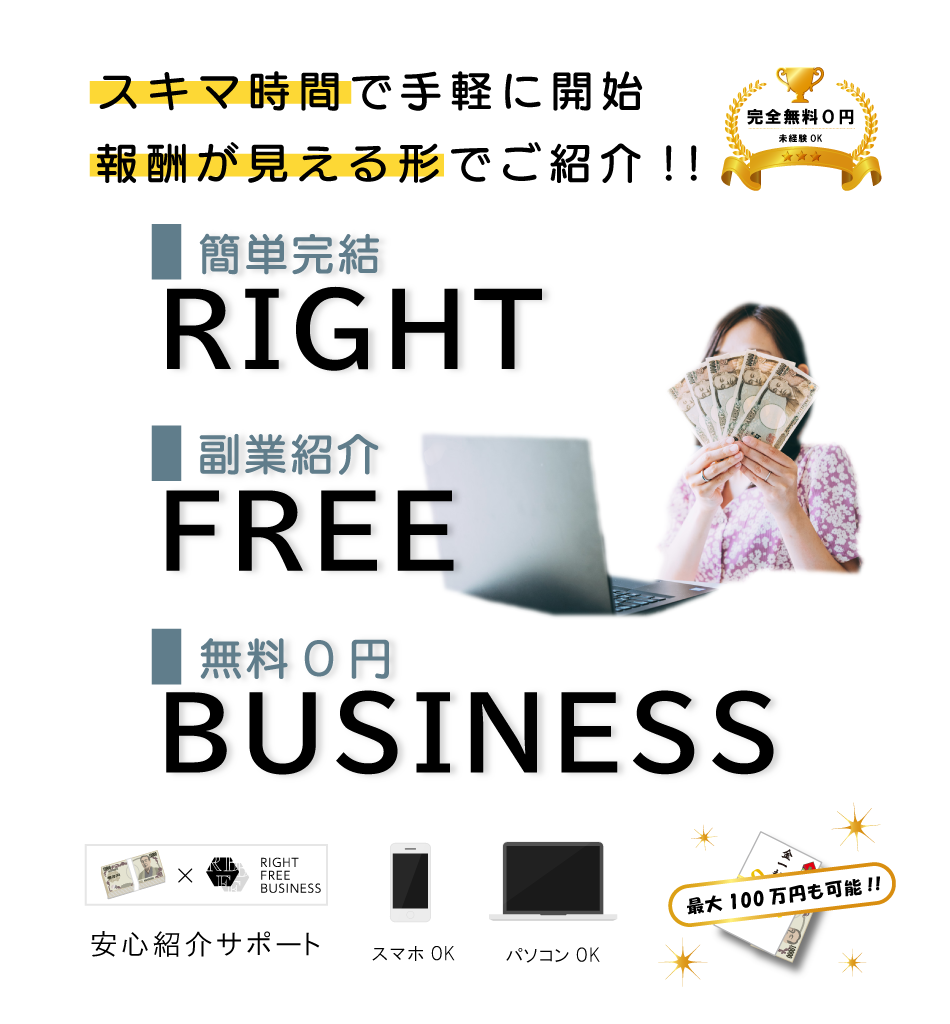 スキマ時間で手軽に開始
報酬が見える形でご紹介!!
完全無料0円
未経験OK
簡単完結
RIGHT
副業紹介
FREE
無料0円
BUSINESS
RIGHT
FREE
BUSINESS
安心紹介サポート
スマホOK
パソコンOK
金一
最大100万円も可能!!